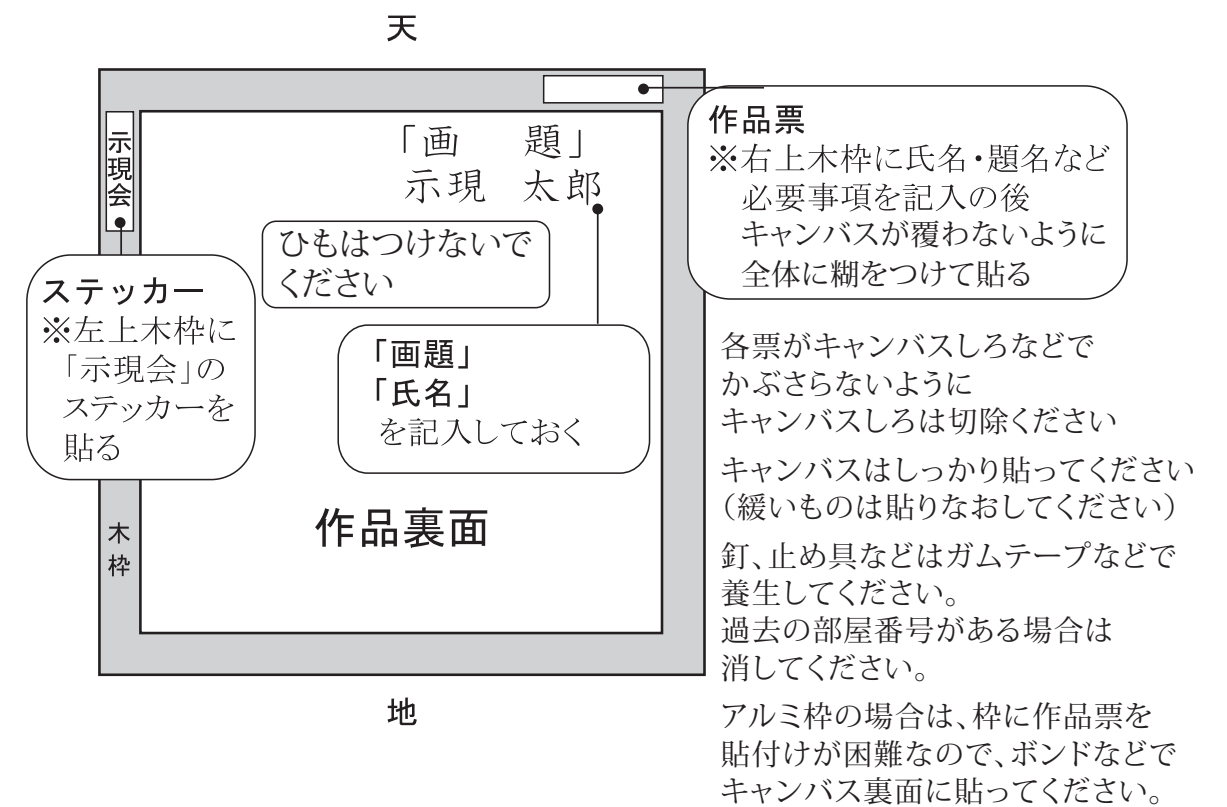 天
示現会
「画　題」
示現　太郎
ひもはつけないで
ください
作品票
※右上木枠に氏名・題名など
必要事項を記入の後
キャンバスが覆わないように
全体に糊をつけて貼る
ステッカー
※左上木枠に
「示現会」の
ステッカーを
貼る
「画題」
「氏名」
を記入しておく
作品裏面
木枠
地
各票がキャンバスしろなどで
かぶさらないように
キャンバスしろは切除ください
キャンバスはしっかり貼ってください
（緩いものは貼りなおしてください）
釘、止め具などはガムテープなどで
養生してください。
過去の部屋番号がある場合は
消してください。
アルミ枠の場合は、枠に作品票を
貼付けが困難なので、ボンドなどで
キャンバス裏面に貼ってください。